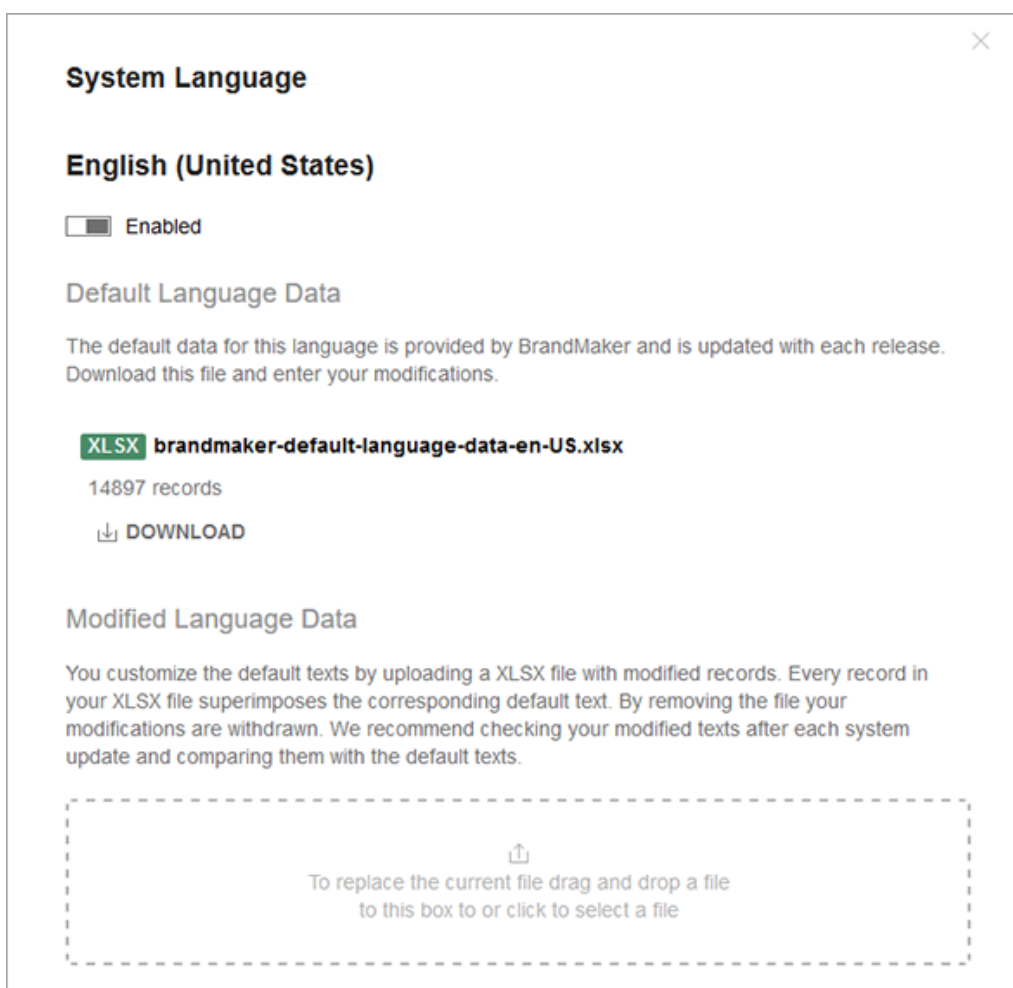 System Language
English (United States)
Enabled
Default Language Data
The default data for this language is provided by BrandMaker and is updated with each release.
Download this file and enter your modifications.
XLSX brandmaker-default-language-data-en-US.xlsx
14897 records
DOWNLOAD
Modified Language Data
You customize the default texts by uploading a XLSX file with modified records. Every record in
your XLSX file superimposes the corresponding default text. By removing the file your
modifications are withdrawn. We recommend checking your modified texts after each system
update and comparing them with the default texts.
To replace the current file drag and drop a file
to this box to or click to select a file